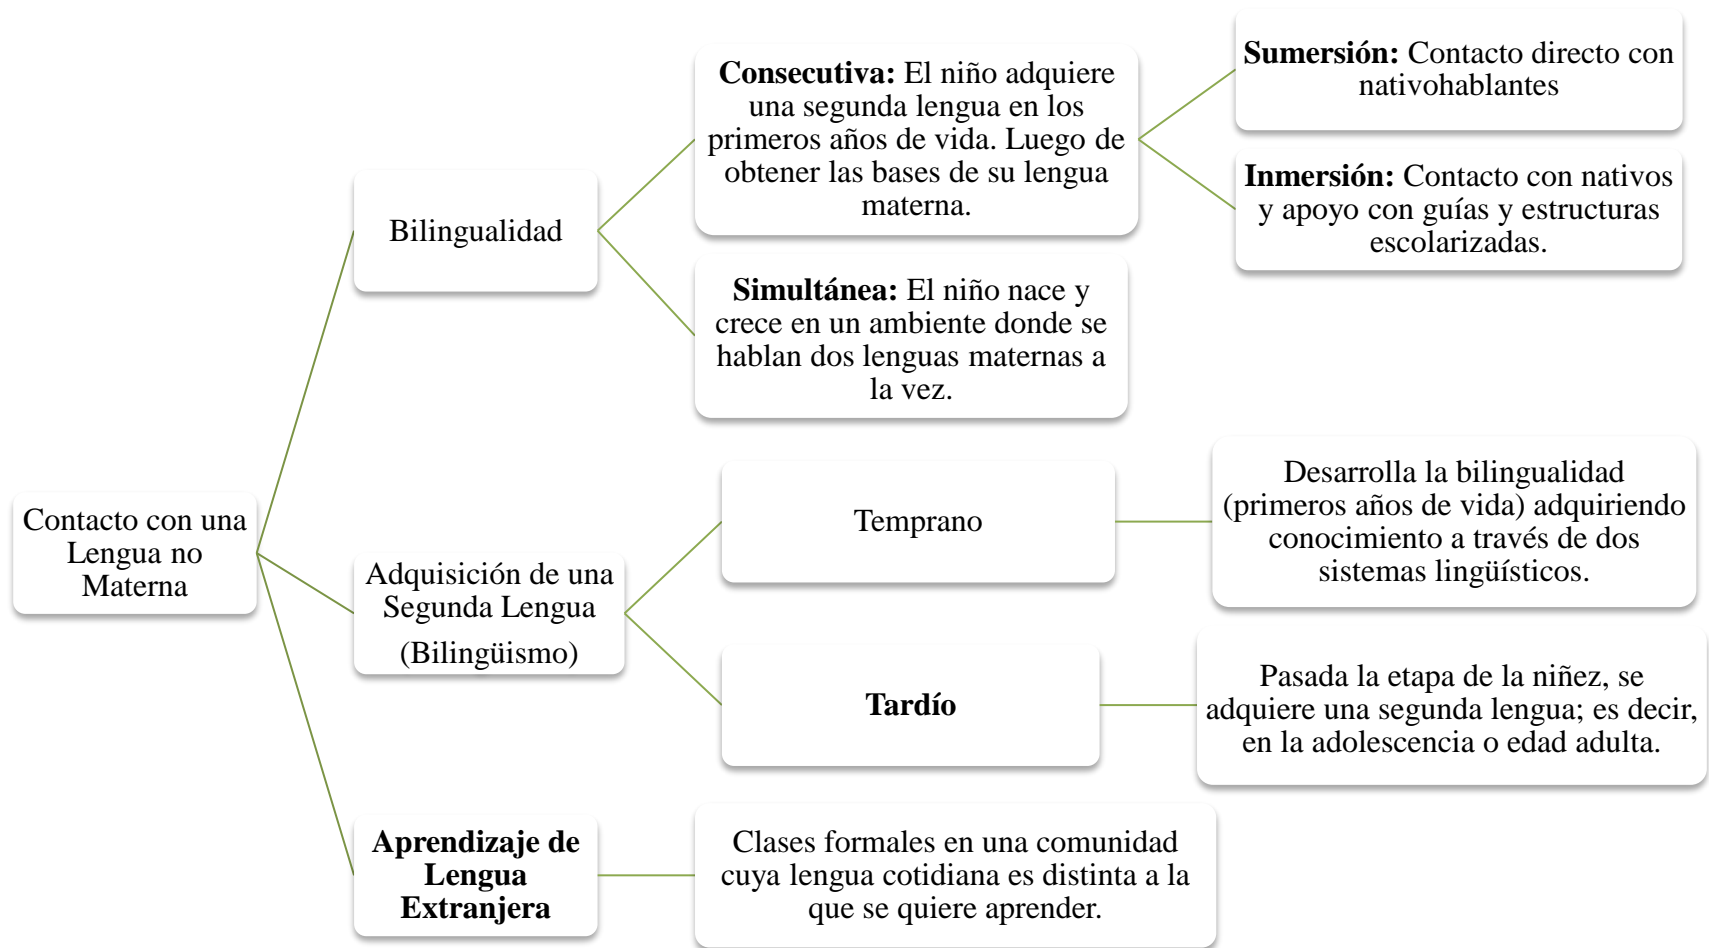 Contacto con una
Lengua no
Materna
Bilingualidad
Consecutiva: El niño adquiere
una segunda lengua en los
primeros años de vida. Luego de
obtener las bases de su lengua
materna.
Sumersión: Contacto directo con
nativohablantes
Inmersión: Contacto con nativos
y apoyo con guías y estructuras
escolarizadas.
Simultánea: El niño nace y
crece en un ambiente donde se
hablan dos lenguas maternas a
la vez.
Adquisición de una
Segunda Lengua
(Bilingüismo)
Temprano
Desarrolla la bilingualidad
(primeros años de vida) adquiriendo
conocimiento a través de dos
sistemas lingüísticos.
Tardío
Pasada la etapa de la niñez, se
adquiere una segunda lengua; es decir,
en la adolescencia o edad adulta.
Aprendizaje de
Lengua
Extranjera
Clases formales en una comunidad
cuya lengua cotidiana es distinta a la
que se quiere aprender.